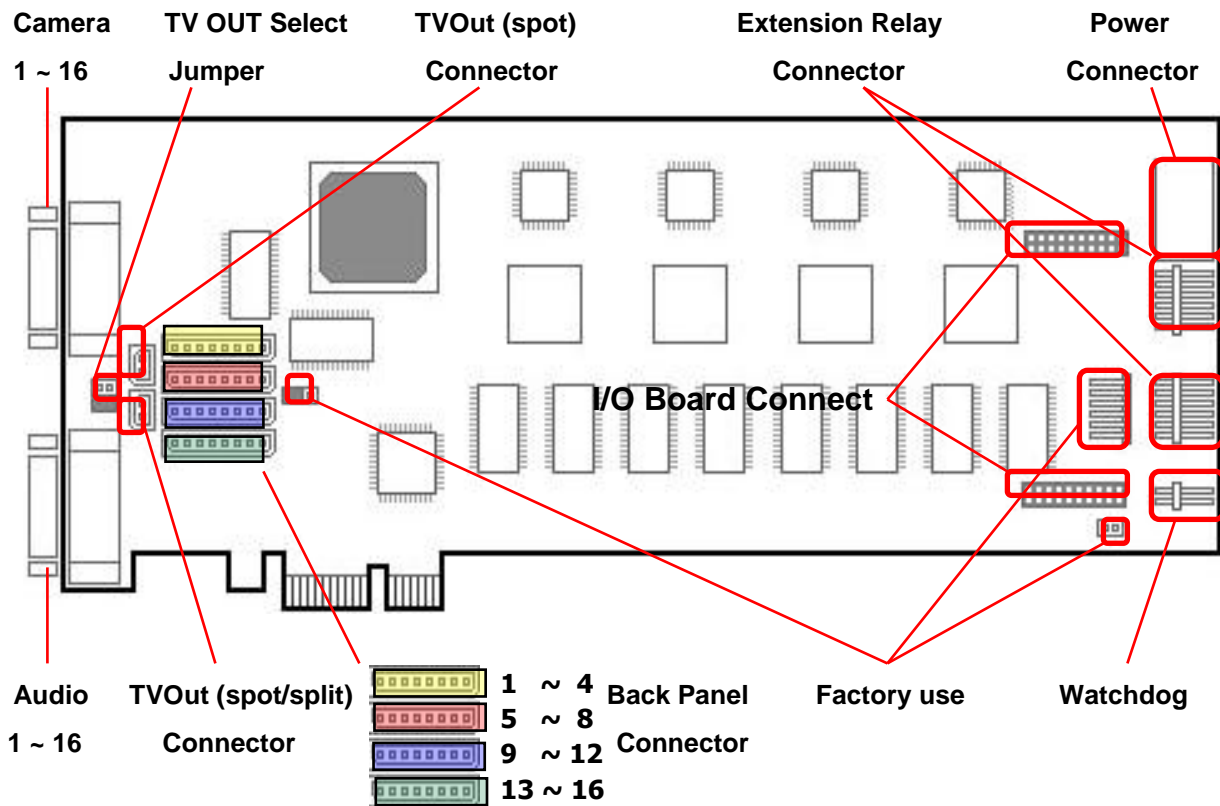 Camera TV OUT Select TVOut (spot) Extension Relay Power
1 ~ 16 Jumper Connector Connector Connector
I/O Board Connect
Audio TVOut (spot/split) 1 ~ 4 Back Panel Factory use Watchdog
5 ~ 8
1 ~ 16 Connector 9 ~ 12 Connector
13 ~ 16